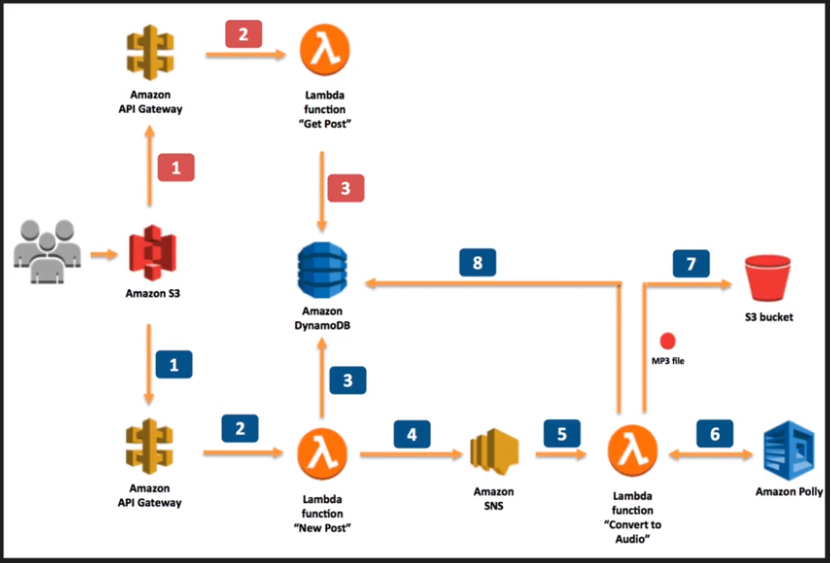 2
Amazon
API Gateway
Lambda
function
“Get Post”
1
3
Amazon S3
8
7
Amazon
DynamoDB
S3 bucket
MP3 file
1
3
2
4
5
6
Amazon
API Gateway
Lambda
function
“New Post”
Amazon
SNS
Lambda
function
“Convert to
Audio”
Amazon Polly